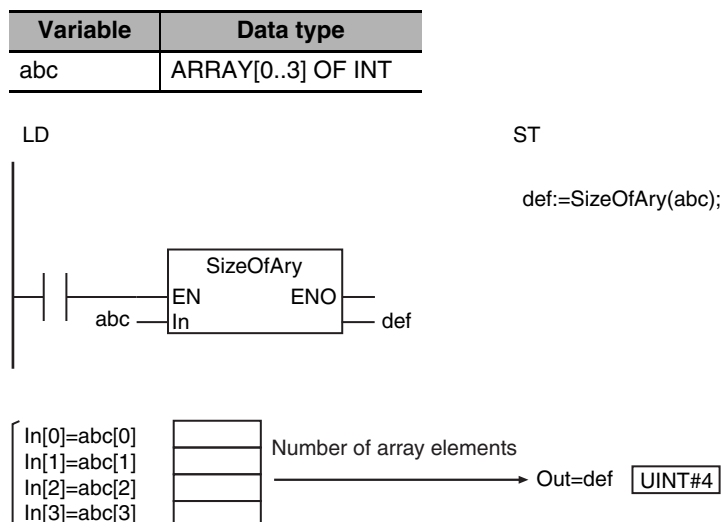 Variable Data type
abc ARRAY[0..3] OF INT
LD ST
def:=SizeOfAry(abc);
SizeOfAry
EN ENO
abc In def
In[0]=abc[0]
In[1]=abc[1] Number of array elements
In[2]=abc[2] Out=def UINT#4
In[3]=abc[3]